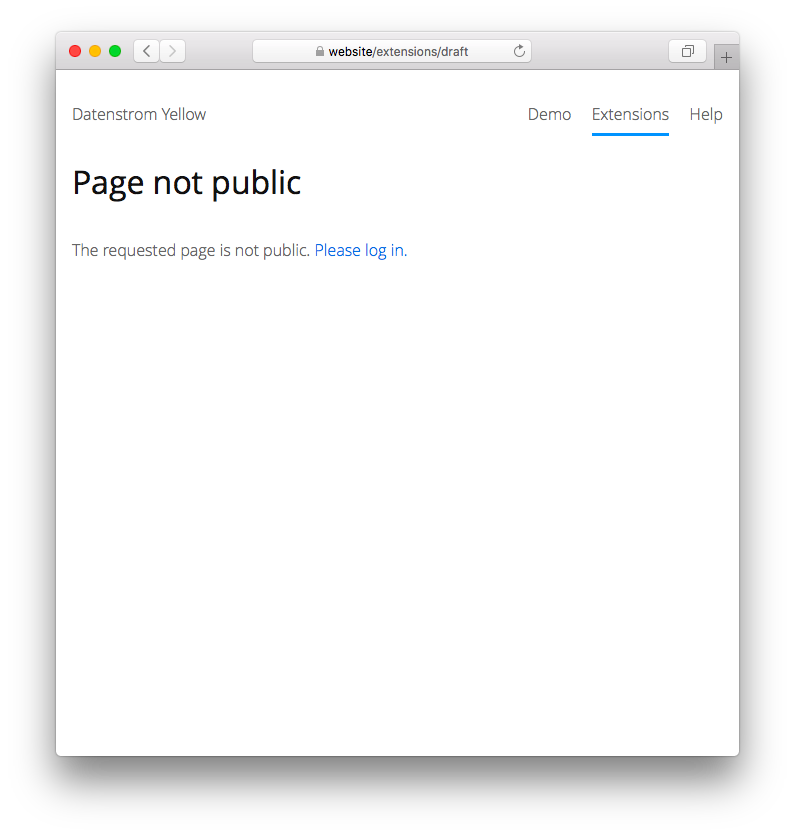 website/extensions/draft
Datenstrom Yellow Demo Extensions Help
Page not public
The requested page is not public. Please log in.